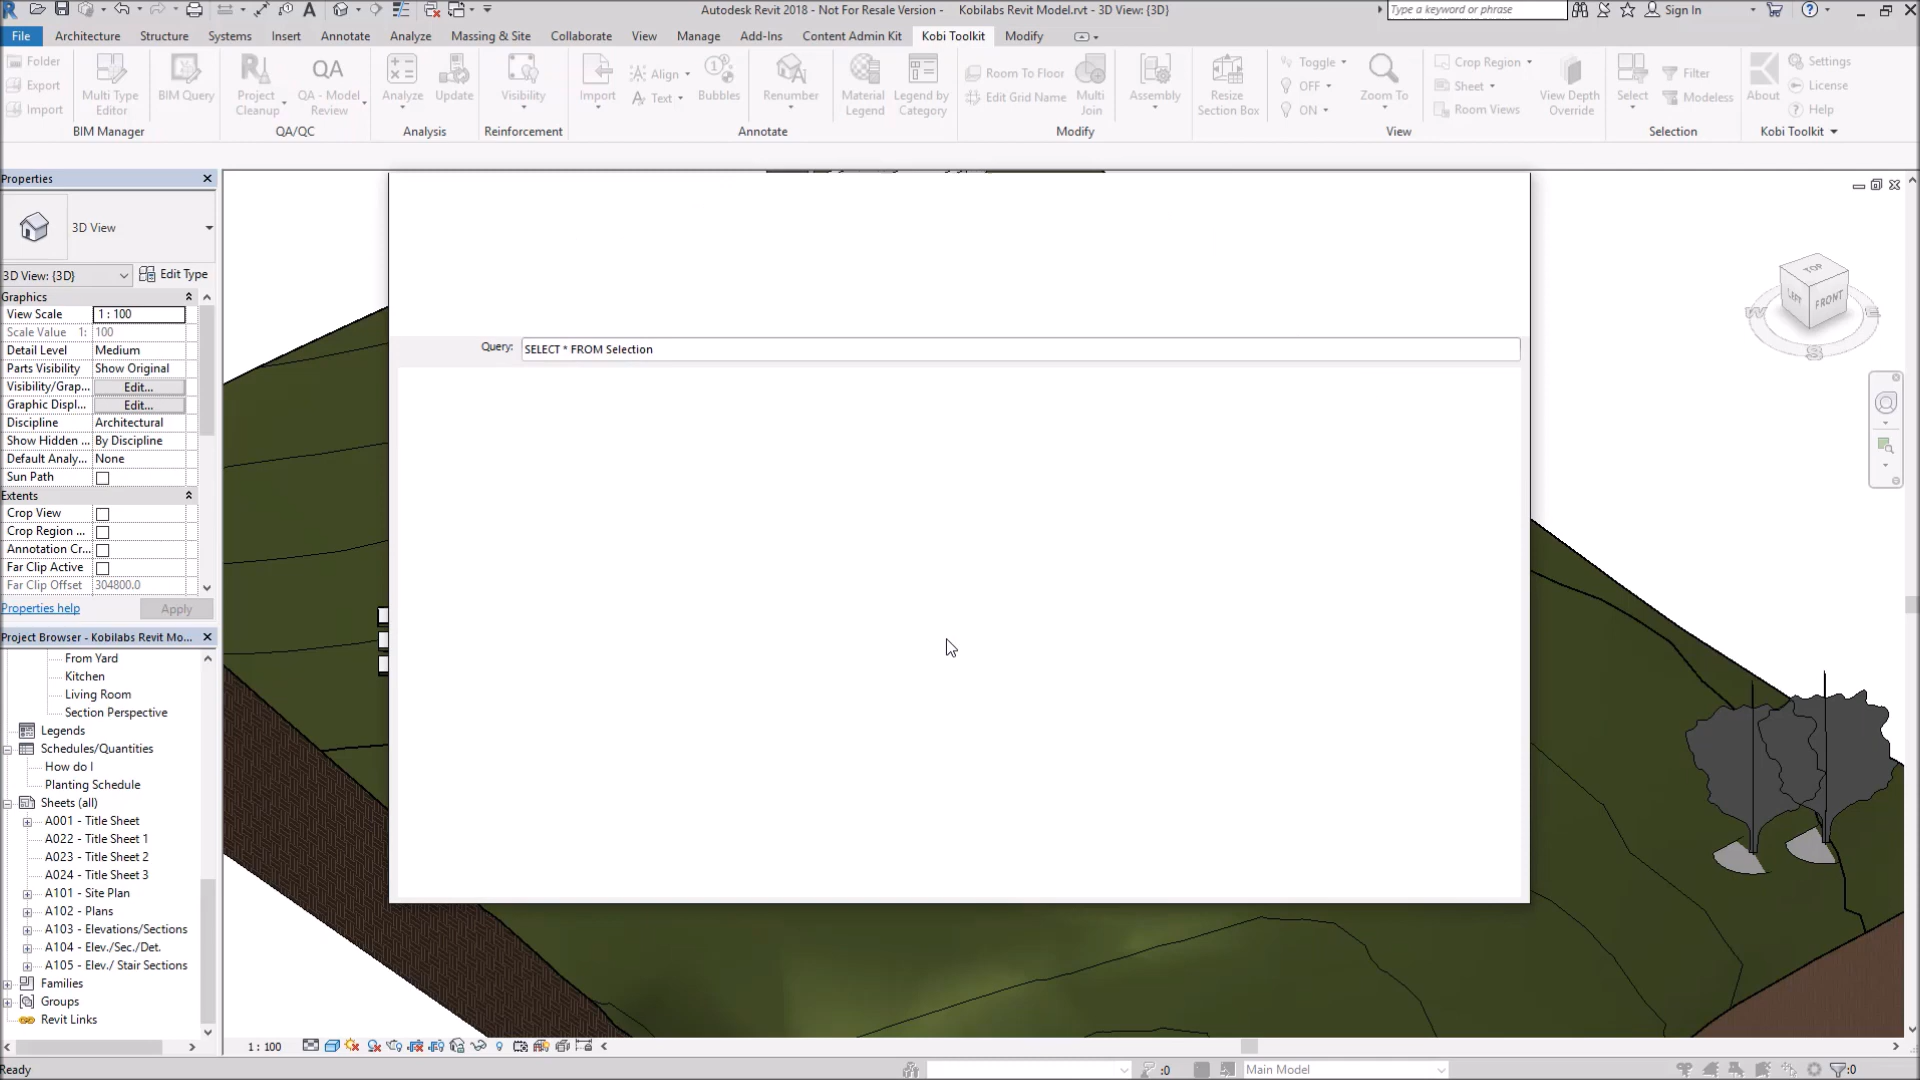 Autodesk Revit 2018 - Not For Resale Version - Kobilabs Revit Model.rvt - 3D View: {3D}
Type a keyword or phrase
Sign In
File Architecture Structure Systems Insert Annotate Analyze Massing & Site Collaborate View Manage Add-Ins Content Admin Kit Kobi Toolkit Modify
Folder
Export
Import
Multi Type Editor
BIM Query
BIM Manager
Project Cleanup
QA - Model Review
QA/QC
Analyze
Update
Analysis
Visibility
Reinforcement
Import
Align
Text
Bubbles
Renumber
Material Legend
Legend by Category
Annotate
Room To Floor
Edit Grid Name
Multi Join
Assembly
Modify
Resize Section Box
Toggle
OFF
ON
Zoom To
Crop Region
Sheet
Room Views
View Depth Override
View
Select
Filter
Modeless
Selection
About
Settings
License
Help
Kobi Toolkit
Properties
3D View
3D View: {3D} Edit Type
Graphics
View Scale 1 : 100
Scale Value 1: 100
Detail Level Medium
Parts Visibility Show Original
Visibility/Grap... Edit...
Graphic Displ... Edit...
Discipline Architectural
Show Hidden ... By Discipline
Default Analy... None
Sun Path
Extents
Crop View
Crop Region ...
Annotation Cr...
Far Clip Active
Far Clip Offset 304800.0
Properties help Apply
Project Browser - Kobilabs Revit Mo...
From Yard
Kitchen
Living Room
Section Perspective
Legends
Schedules/Quantities
How do I
Planting Schedule
Sheets (all)
A001 - Title Sheet
A022 - Title Sheet 1
A023 - Title Sheet 2
A024 - Title Sheet 3
A101 - Site Plan
A102 - Plans
A103 - Elevations/Sections
A104 - Elev./Sec./Det.
A105 - Elev./ Stair Sections
Families
Groups
Revit Links
Query: SELECT * FROM Selection
TOP
LEFT
FRONT
W
E
S
1 : 100
Ready
:0
Main Model
:0